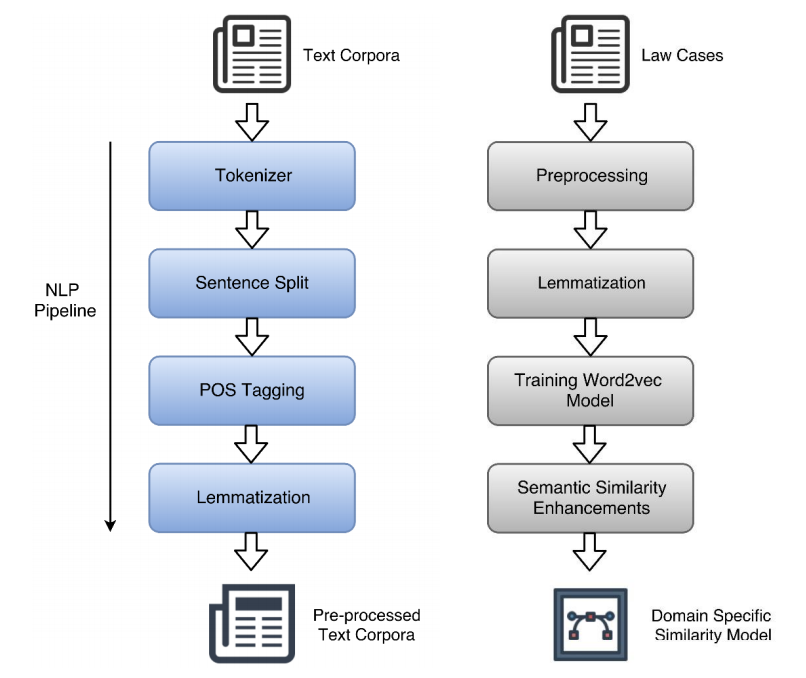 Text Corpora
Tokenizer
Sentence Split
NLP
Pipeline
POS Tagging
Lemmatization
Pre-processed
Text Corpora
Law Cases
Preprocessing
Lemmatization
Training Word2vec
Model
Semantic Similarity
Enhancements
Domain Specific
Similarity Model